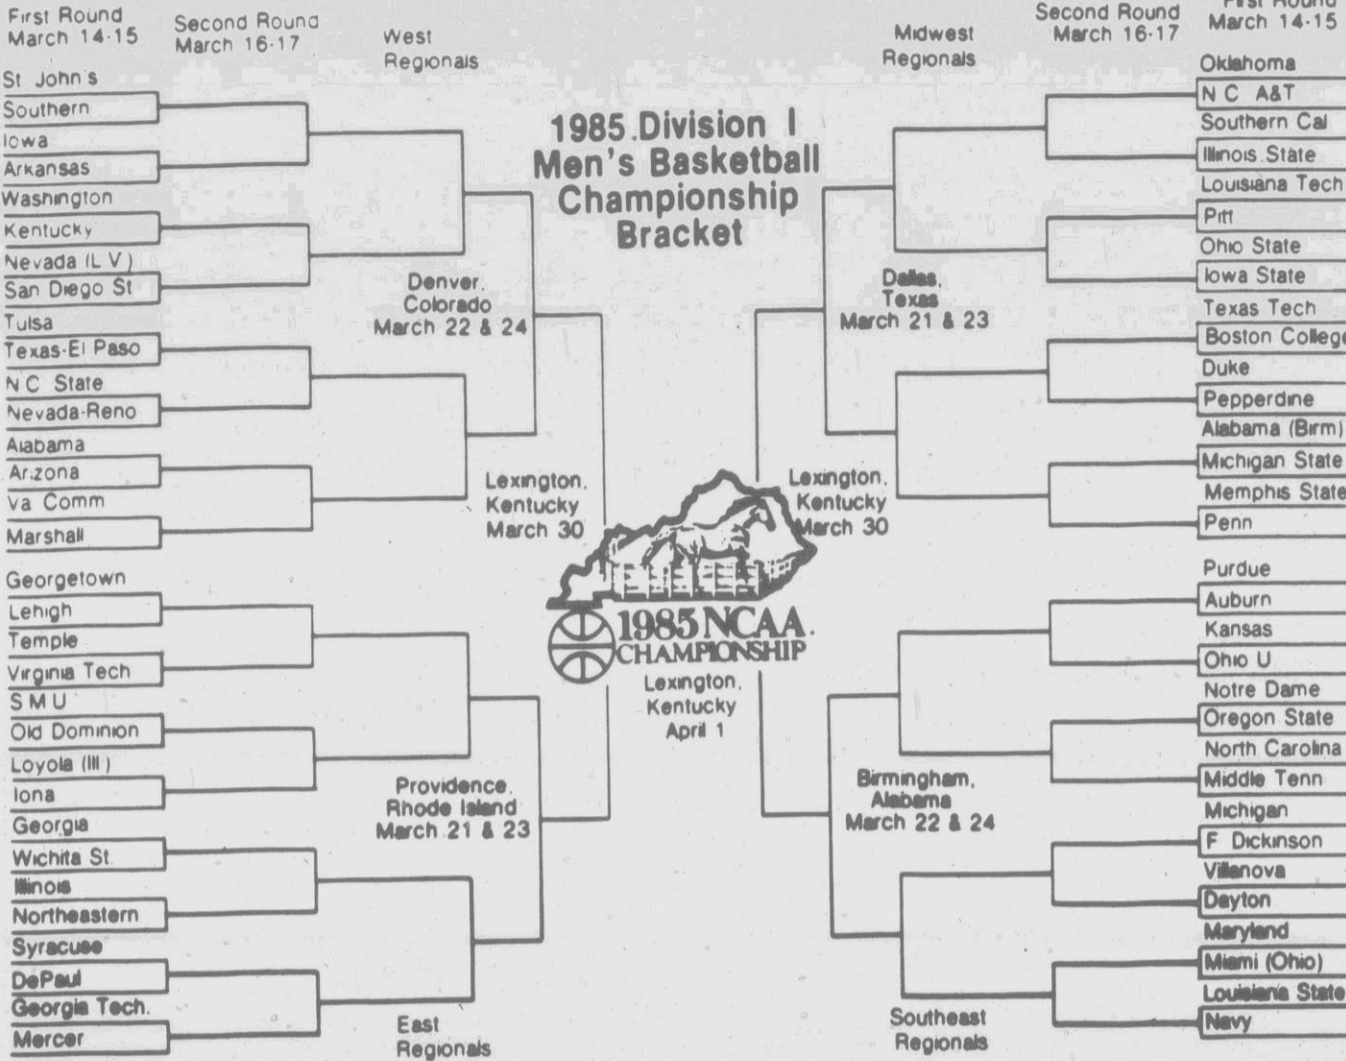 First Round
March 14-15
Second Round
March 16-17
West
Regionals
Midwest
Regionals
Second Round
March 16-17
First Round
March 14-15
1985 Division I
Men's Basketball
Championship
Bracket
St John's
Southern
Iowa
Arkansas
Washington
Kentucky
Nevada (L V)
San Diego St
Tulsa
Texas-El Paso
N C State
Nevada-Reno
Alabama
Arizona
Va Comm
Marshall
Denver,
Colorado
March 22 & 24
Lexington,
Kentucky
March 30
Georgetown
Lehigh
Temple
Virginia Tech
S M U
Old Dominion
Loyola (Ill)
Iona
Georgia
Wichita St.
Illinois
Northeastern
Syracuse
DePaul
Georgia Tech.
Mercer
Providence,
Rhode Island
March 21 & 23
East
Regionals
1985 NCAA
CHAMPIONSHIP
Lexington,
Kentucky
April 1
Oklahoma
N C A&T
Southern Cal
Illinois State
Louisiana Tech
Pitt
Ohio State
Iowa State
Texas Tech
Boston College
Duke
Pepperdine
Alabama (Birm)
Michigan State
Memphis State
Penn
Dallas,
Texas
March 21 & 23
Lexington,
Kentucky
March 30
Purdue
Auburn
Kansas
Ohio U
Notre Dame
Oregon State
North Carolina
Middle Tenn
Michigan
F Dickinson
Villanova
Dayton
Maryland
Miami (Ohio)
Louisiana State
Navy
Birmingham,
Alabama
March 22 & 24
Southeast
Regionals